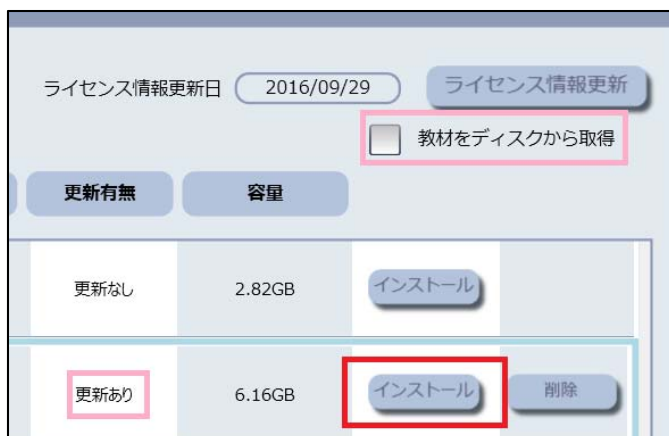 ライセンス情報更新日 2016/09/29 ライセンス情報更新
教材をディスクから取得
更新有無 容量
更新なし 2.82GB インストール
更新あり 6.16GB インストール 削除